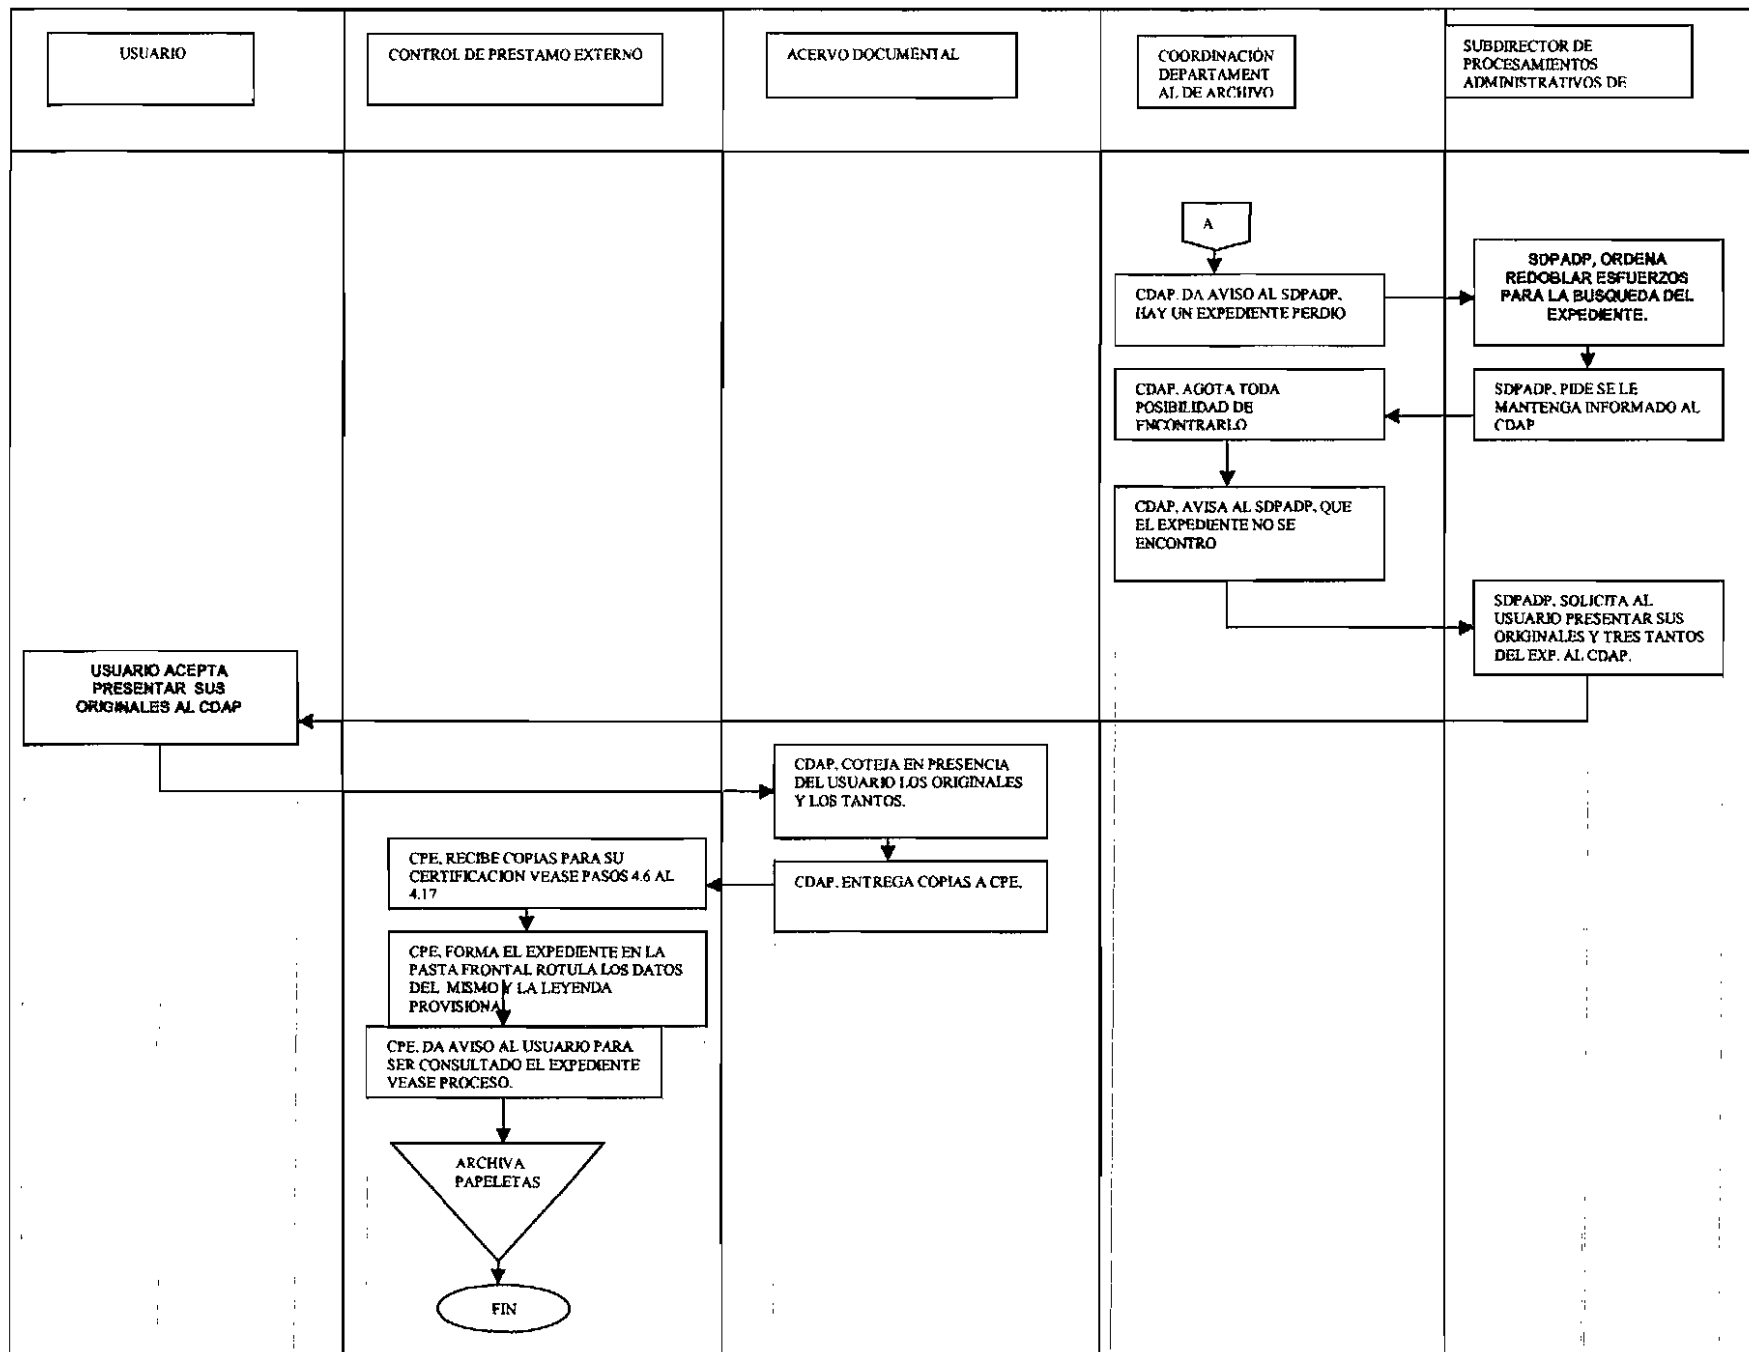 USUARIO
CONTROL DE PRESTAMO EXTERNO
ACERVO DOCUMENTAL
COORDINACIÓN
DEPARTAMENT
AL DE ARCHIVO
SUBDIRECTOR DE
PROCESAMIENTOS
ADMINISTRATIVOS DE
A
CDAP, DA AVISO AL SDPADP,
HAY UN EXPEDIENTE PERDIO
SDPADP, ORDENA
REDOBLAR ESFUERZOS
PARA LA BUSQUEDA DEL
EXPEDIENTE.
SDPADP, PIDE SE LE
MANTENGA INFORMADO AL
CDAP
CDAP, AGOTA TODA
POSIBILIDAD DE
ENCONTRARLO
CDAP, AVISA AL SDPADP, QUE
EL EXPEDIENTE NO SE
ENCONTRO
SDPADP, SOLICITA AL
USUARIO PRESENTAR SUS
ORIGINALES Y TRES TANTOS
DEL EXP. AL CDAP.
USUARIO ACEPTA
PRESENTAR SUS
ORIGINALES AL CDAP
CDAP, COTEJA EN PRESENCIA
DEL USUARIO LOS ORIGINALES
Y LOS TANTOS.
CDAP, ENTREGA COPIAS A CPE,
CPE, RECIBE COPIAS PARA SU
CERTIFICACION VEASE PASOS 4.6 AL
4.17
CPE, FORMA EL EXPEDIENTE EN LA
PASTA FRONTAL ROTULA LOS DATOS
DEL MISMO Y LA LEYENDA
PROVISIONA
CPE, DA AVISO AL USUARIO PARA
SER CONSULTADO EL EXPEDIENTE
VEASE PROCESO.
ARCHIVA
PAPELETAS
FIN